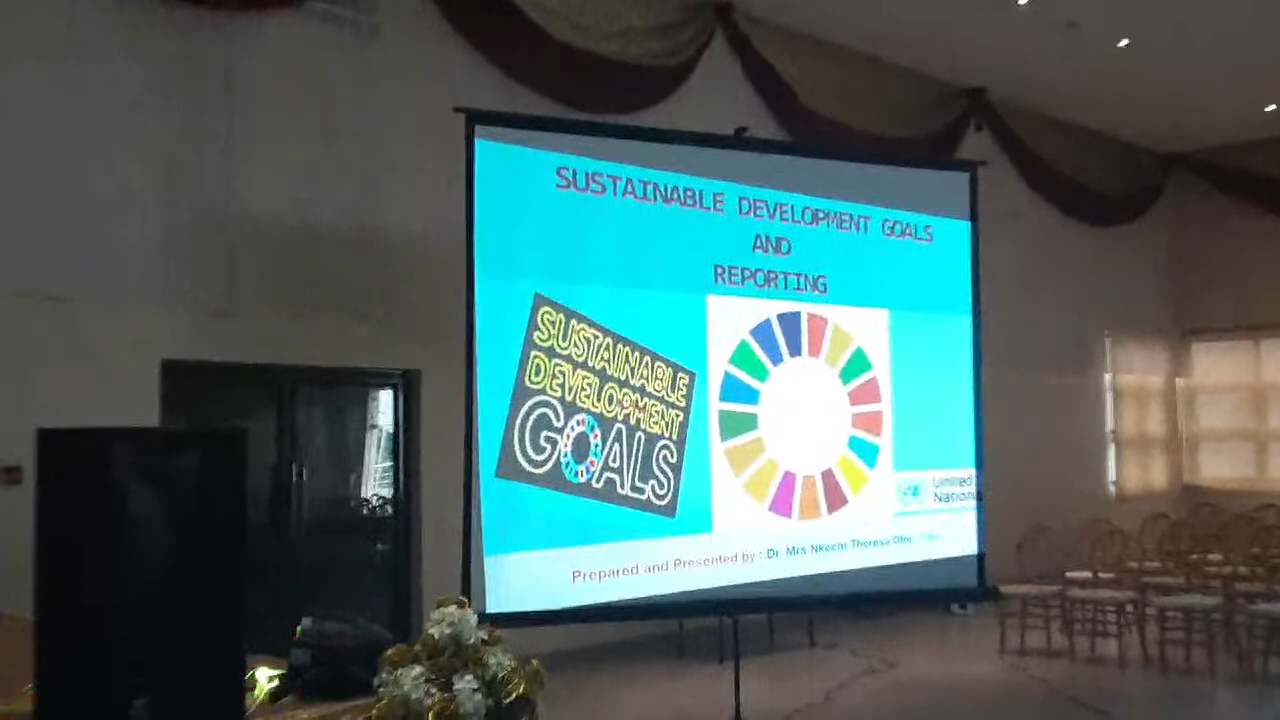 SUSTAINABLE DEVELOPMENT GOALS
AND
REPORTING
SUSTAINABLE
DEVELOPMENT
GOALS
United
Nations
Prepared and Presented by : Dr Mrs Nkechi Theresa